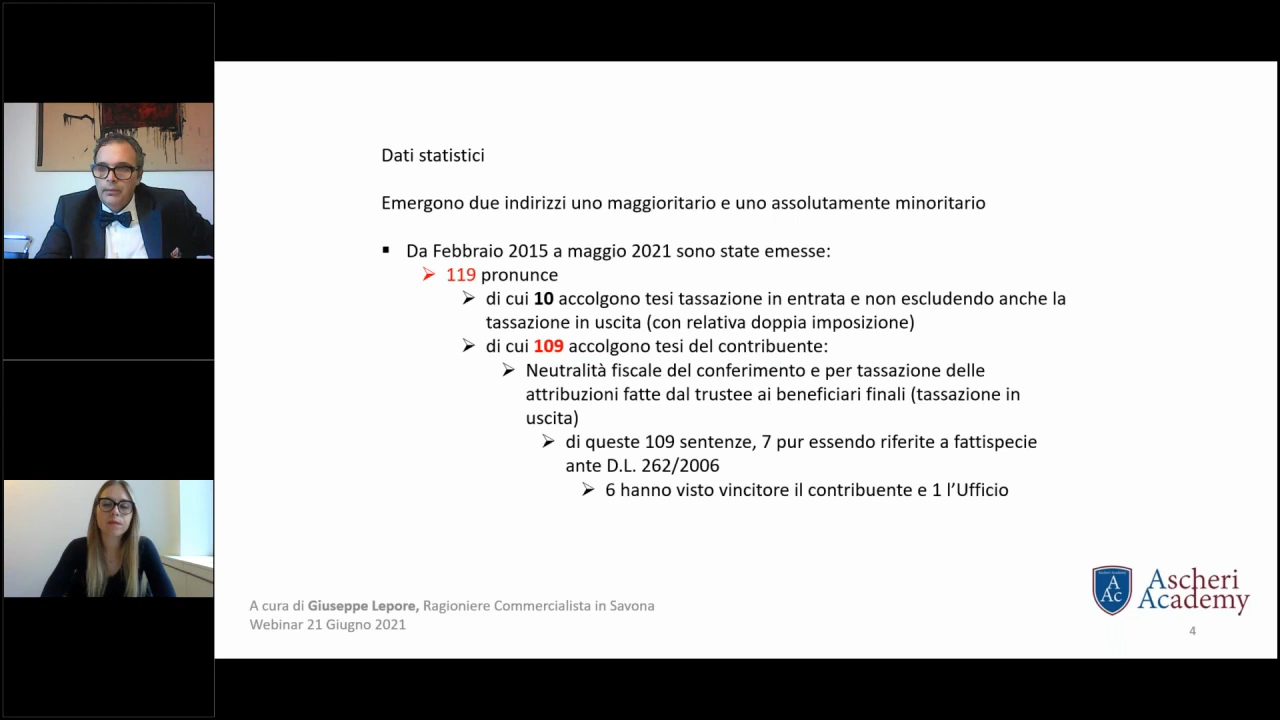 Dati statistici
Emergono due indirizzi uno maggioritario e uno assolutamente minoritario
Da Febbraio 2015 a maggio 2021 sono state emesse:
119 pronunce
di cui 10 accolgono tesi tassazione in entrata e non escludendo anche la
tassazione in uscita (con relativa doppia imposizione)
di cui 109 accolgono tesi del contribuente:
Neutralità fiscale del conferimento e per tassazione delle
attribuzioni fatte dal trustee ai beneficiari finali (tassazione in
uscita)
di queste 109 sentenze, 7 pur essendo riferite a fattispecie
ante D.L. 262/2006
6 hanno visto vincitore il contribuente e 1 l’Ufficio
A cura di Giuseppe Lepore, Ragioniere Commercialista in Savona
Webinar 21 Giugno 2021
Ascheri Academy
A
Ac
Ascheri
Academy
4